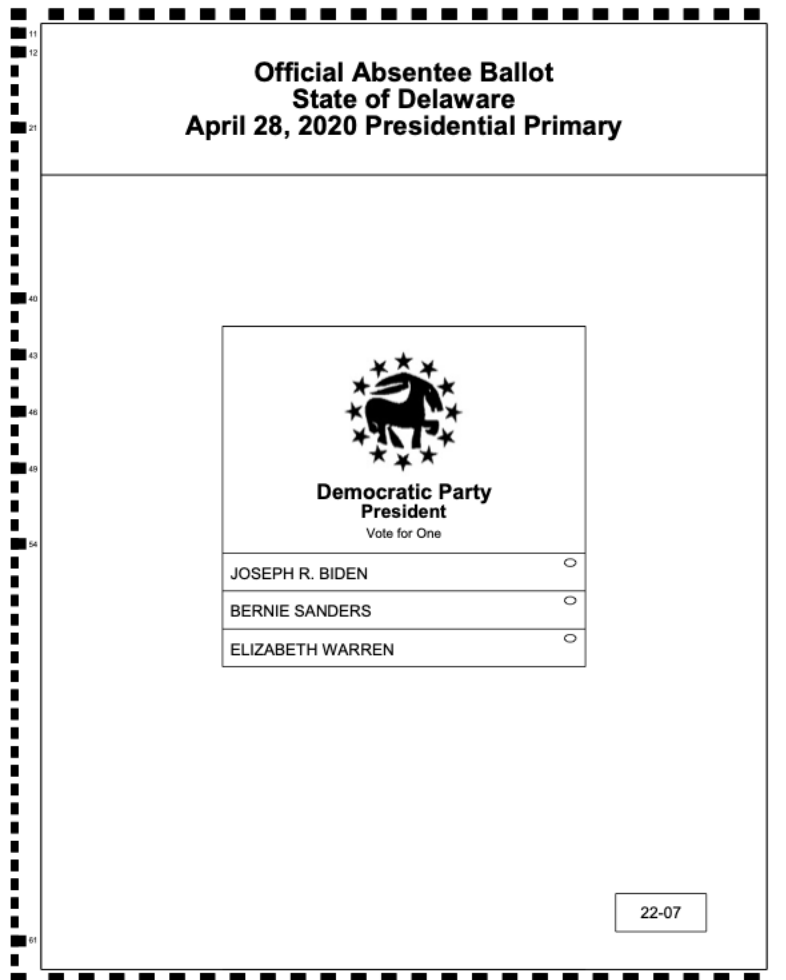 11
12
Official Absentee Ballot
State of Delaware
21
April 28, 2020 Presidential Primary
40
43
46
49
Democratic Party
President
Vote for One
54
JOSEPH R. BIDEN
BERNIE SANDERS
ELIZABETH WARREN
22-07
61